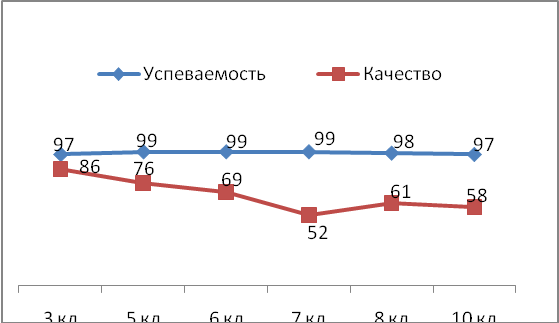 Успеваемость Качество
97 99 99 99 98 97
86 76 69 52 61 58
3 кл 5 кл 6 кл 7 кл 8 кл 10 кл